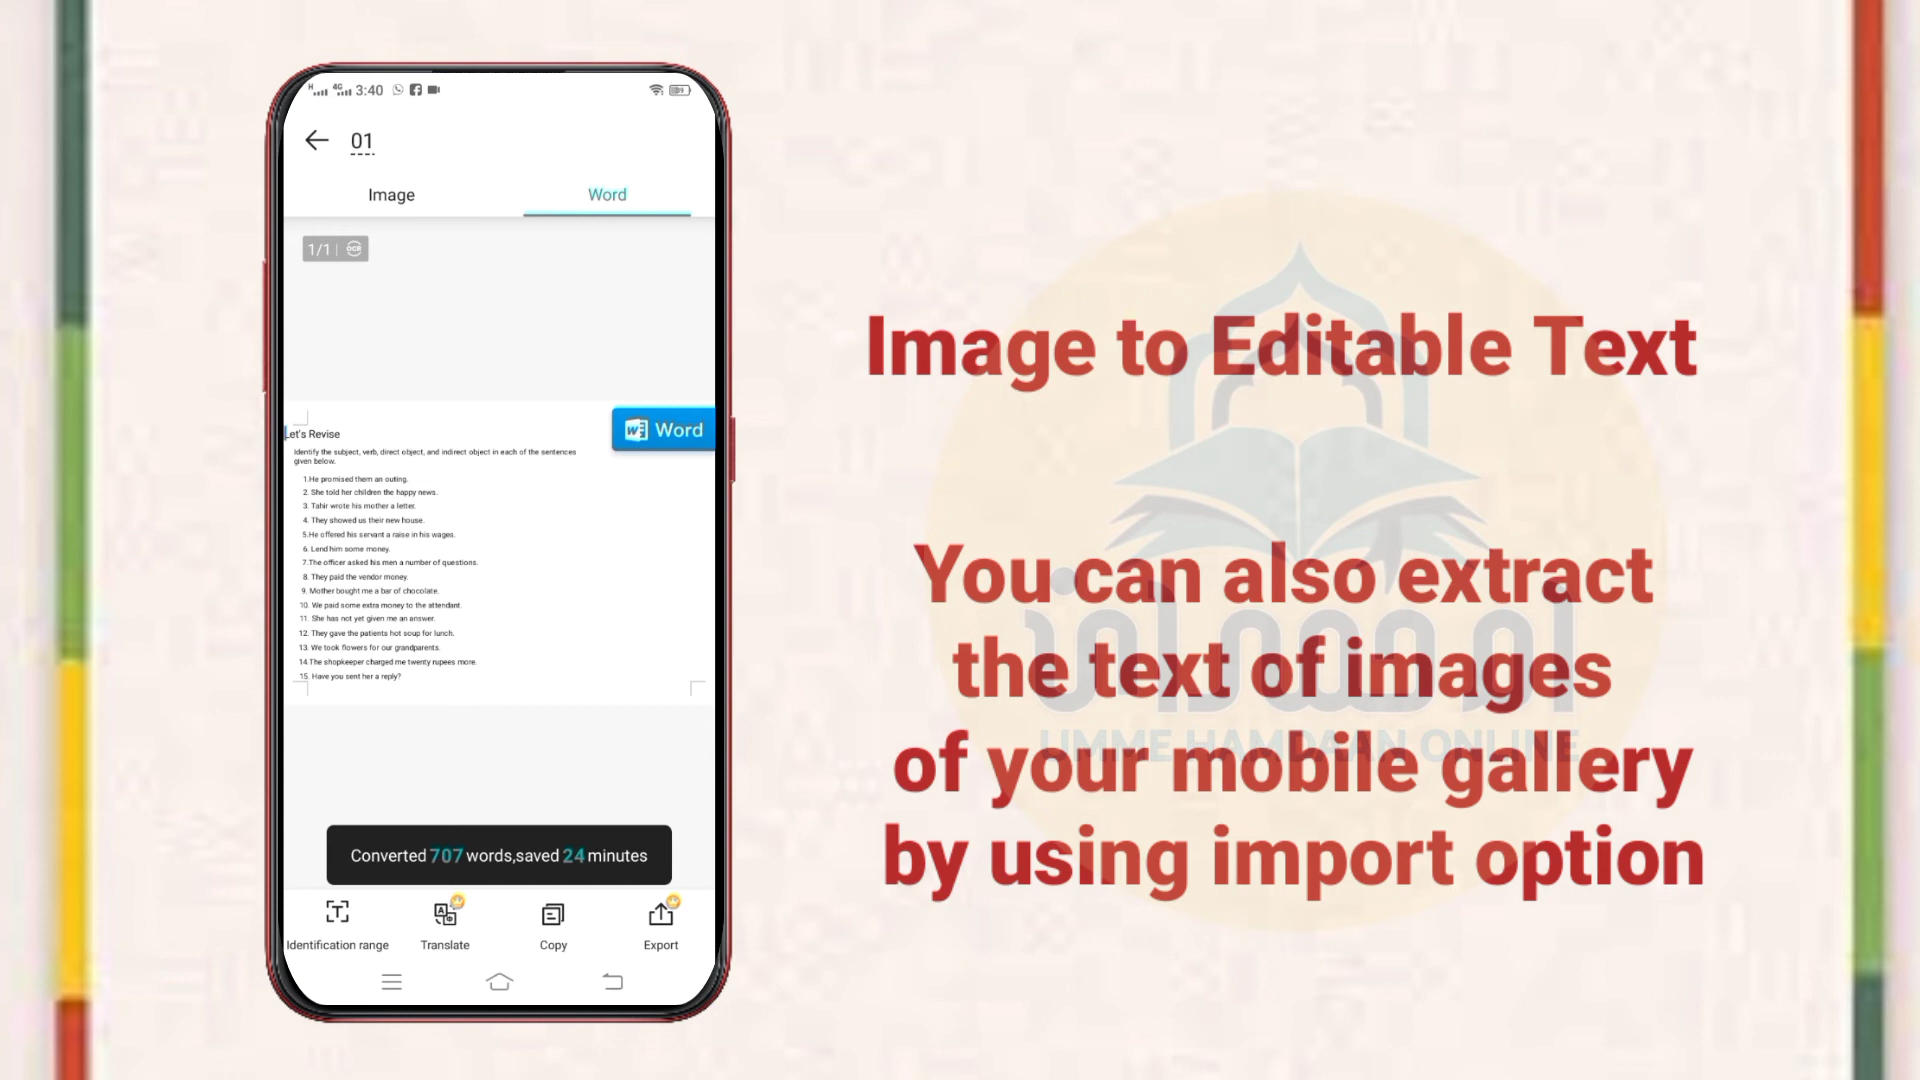 H 4G 3:40
01
Image Word
1/1 | OCR
Let's Revise
Word
Identify the subject, verb, direct object, and indirect object in each of the sentences
given below.
1.He promised them an outing.
2. She told her children the happy news.
3. Tahir wrote his mother a letter.
4. They showed us their new house.
5.He offered his servant a raise in his wages.
6. Lend him some money.
7.The officer asked his men a number of questions.
8. They paid the vendor money.
9. Mother bought me a bar of chocolate.
10. We paid some extra money to the attendant.
11. She has not yet given me an answer.
12. They gave the patients hot soup for lunch.
13. We took flowers for our grandparents.
14.The shopkeeper charged me twenty rupees more.
15. Have you sent her a reply?
Converted 707 words,saved 24 minutes
Identification range Translate Copy Export
Image to Editable Text
You can also extract
the text of images
of your mobile gallery
by using import option
UMME HAMDAAN ONLINE